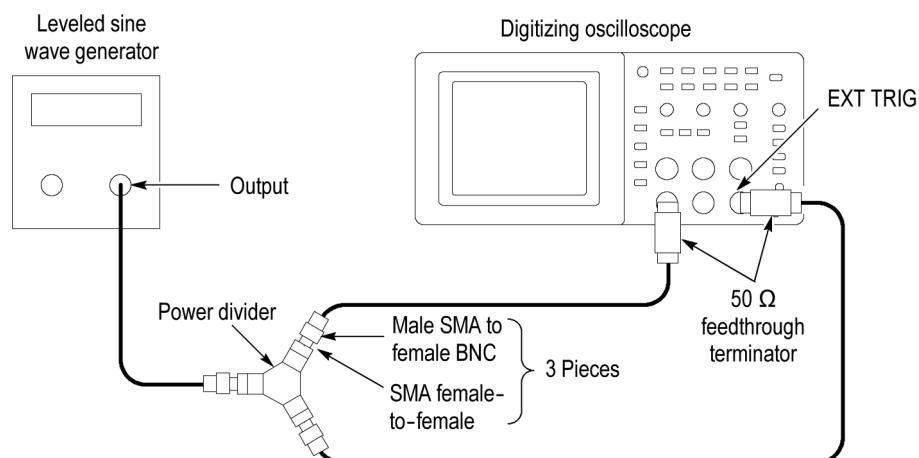 Leveled sine
wave generator
Digitizing oscilloscope
EXT TRIG
Output
Power divider
Male SMA to
female BNC
3 Pieces
SMA female-
to-female
50 Ω
feedthrough
terminator